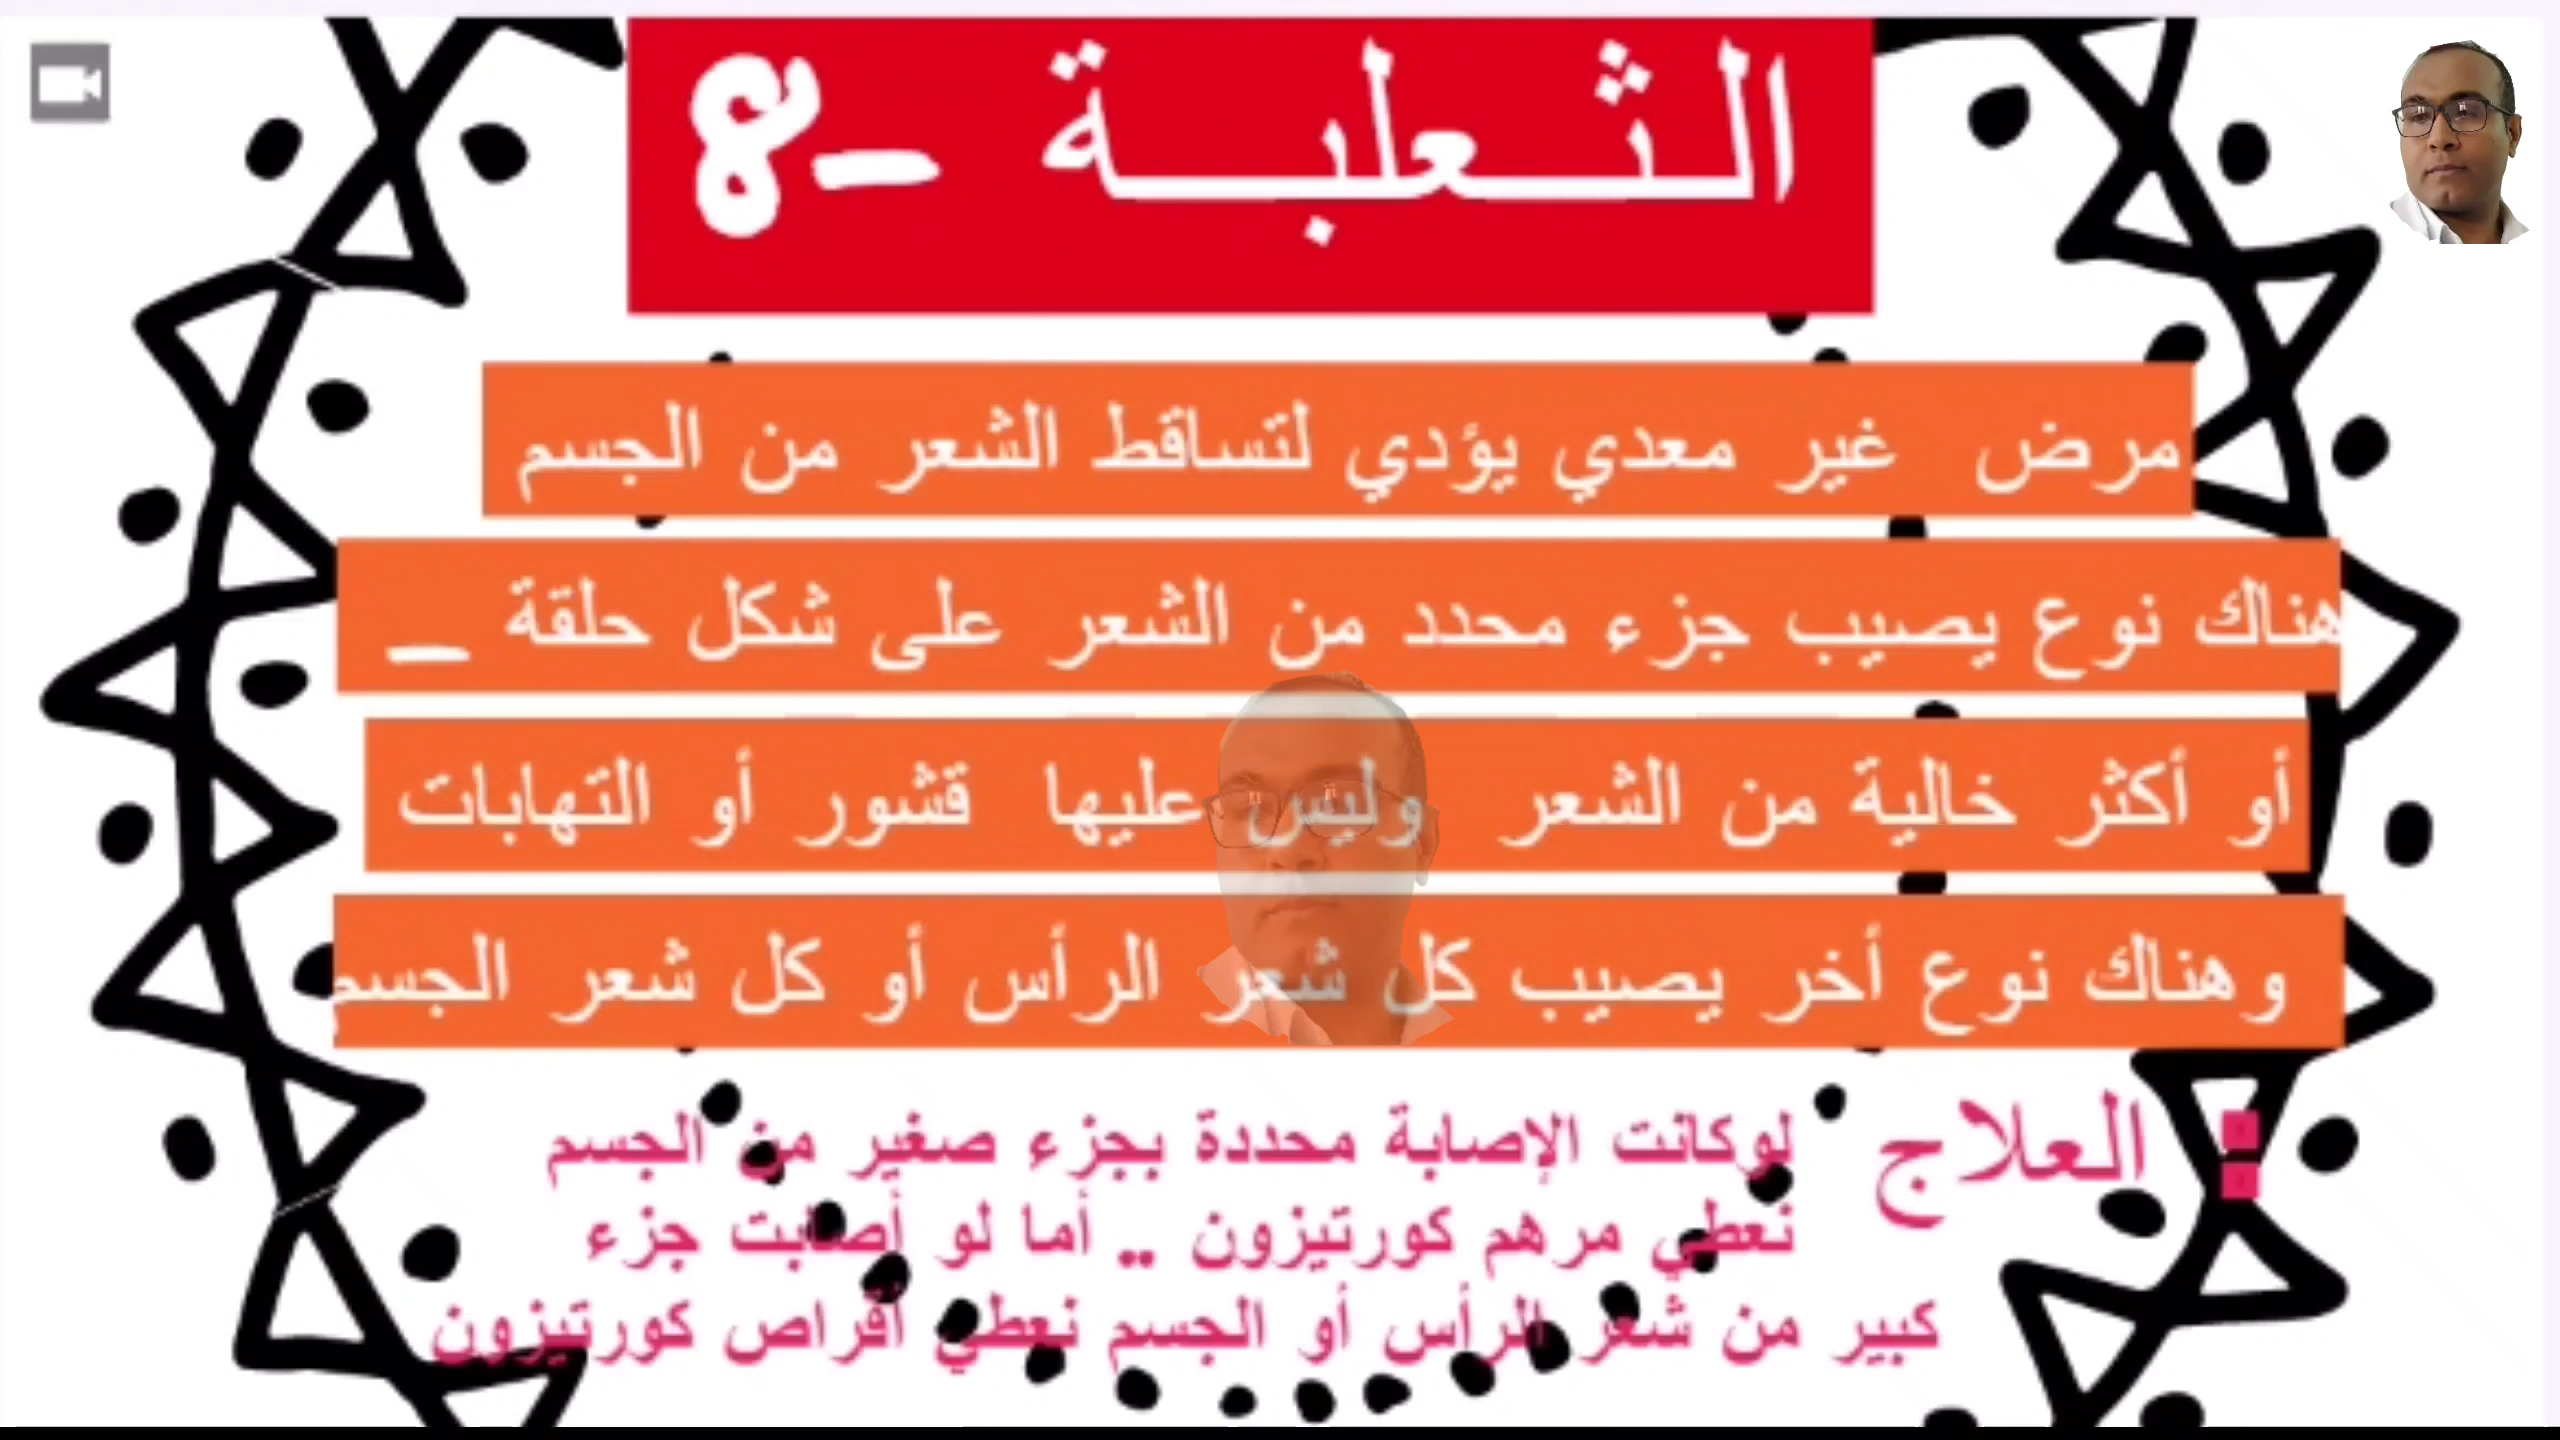 8- الثعلبة
مرض غير معدي يؤدي لتساقط الشعر من الجسم
هناك نوع يصيب جزء محدد من الشعر على شكل حلقة _
أو أكثر خالية من الشعر وليس عليها قشور أو التهابات
وهناك نوع أخر يصيب كل شعر الرأس أو كل شعر الجسم
: العلاج لوكانت الإصابة محددة بجزء صغير من الجسم
نعطي مرهم كورتيزون .. أما لو أصابت جزء
كبير من شعر الرأس أو الجسم نعطي أقراص كورتيزون